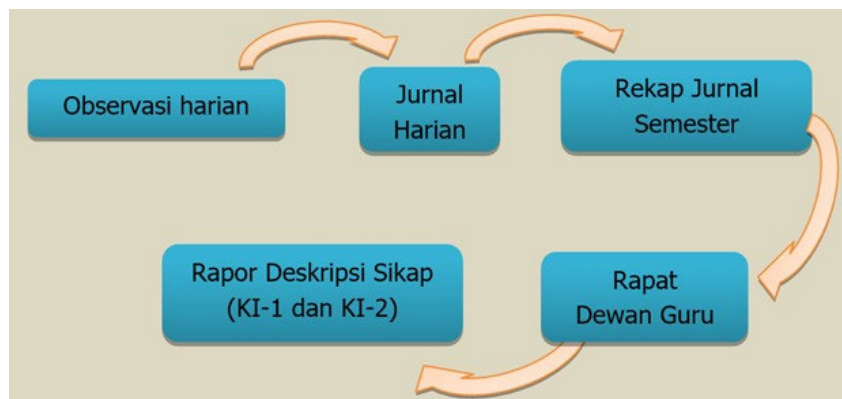 Observasi harian
Jurnal
Harian
Rekap Jurnal
Semester
Rapat
Dewan Guru
Rapor Deskripsi Sikap
(KI-1 dan KI-2)